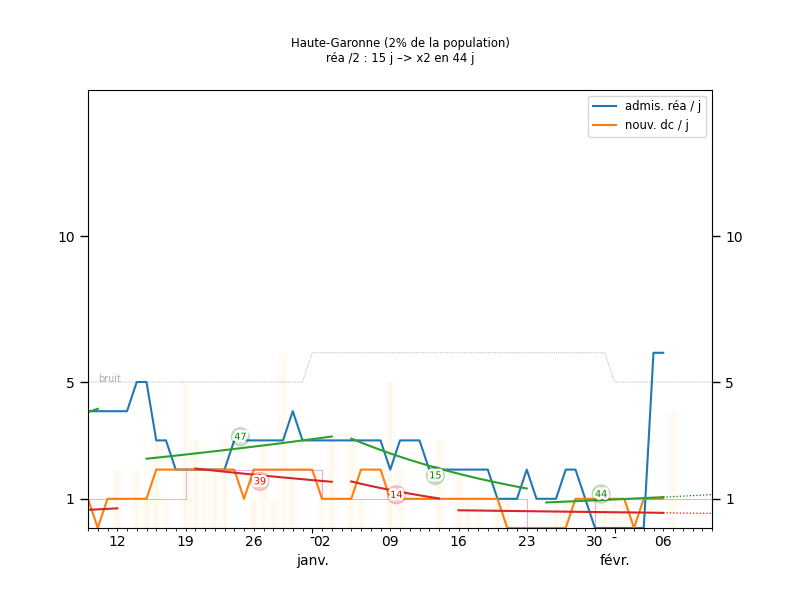 Haute-Garonne (2% de la population)
réa /2 : 15 j –> x2 en 44 j
admis. réa / j
nouv. dc / j
10 10
bruit
5 5
47
39
15
14
44
1 1
12 19 26 02 09 16 23 30 06
janv. févr.